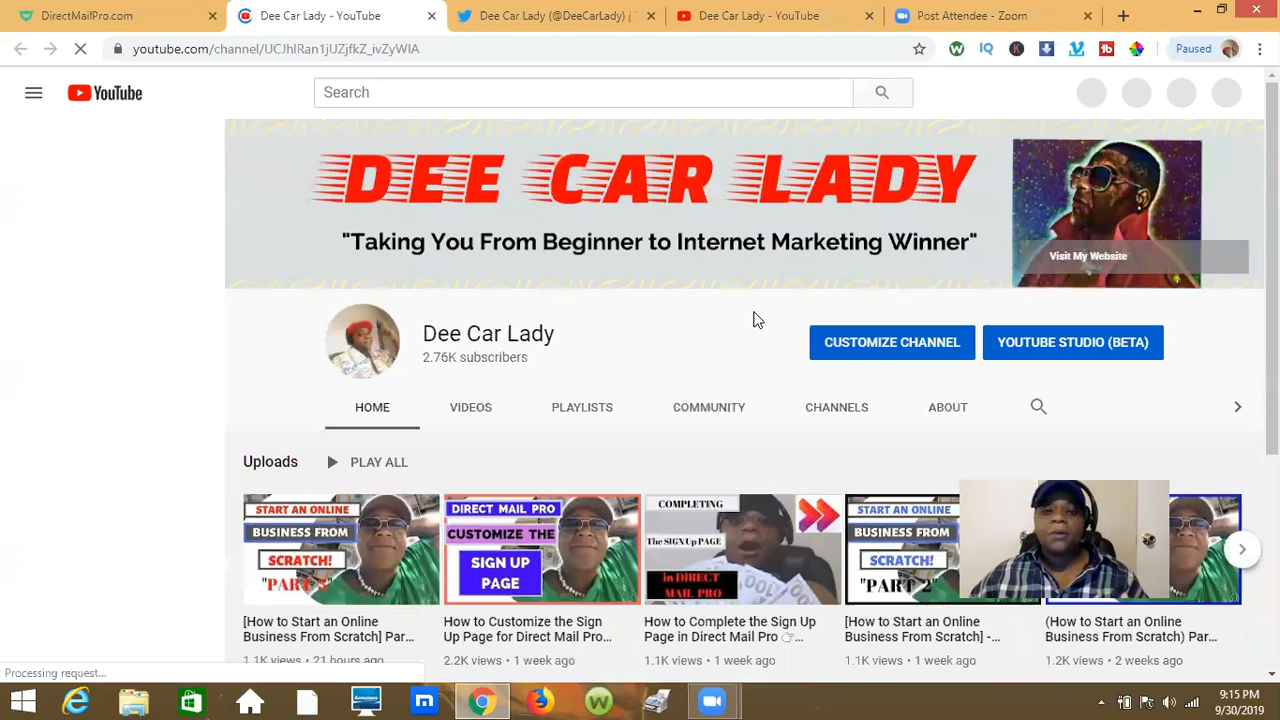 DirectMailPro.com
Dee Car Lady - YouTube
Dee Car Lady (@DeeCarLady) | T
Dee Car Lady - YouTube
Post Attendee - Zoom
Paused
YouTube
Search
DEE CAR LADY
"Taking You From Beginner to Internet Marketing Winner"
Visit My Website
Dee Car Lady
2.76K subscribers
CUSTOMIZE CHANNEL
YOUTUBE STUDIO (BETA)
HOME
VIDEOS
PLAYLISTS
COMMUNITY
CHANNELS
ABOUT
Uploads
PLAY ALL
START AN ONLINE
BUSINESS FROM
SCRATCH!
DIRECT MAIL PRO
CUSTOMIZE THE
SIGN UP
PAGE
COMPLETING
The SIGN UP PAGE
in DIRECT
MAIL PRO
START AN ONLINE
BUSINESS FROM
SCRATCH!
"PART 2"
[How to Start an Online
Business From Scratch] Par...
1.1K views • 21 hours ago
How to Customize the Sign
Up Page for Direct Mail Pro...
2.2K views • 1 week ago
How to Complete the Sign Up
Page in Direct Mail Pro 👉...
1.1K views • 1 week ago
[How to Start an Online
Business From Scratch] -...
1.1K views • 1 week ago
(How to Start an Online
Business From Scratch) Par...
1.2K views • 2 weeks ago
Processing request...
9:15 PM
9/30/2019